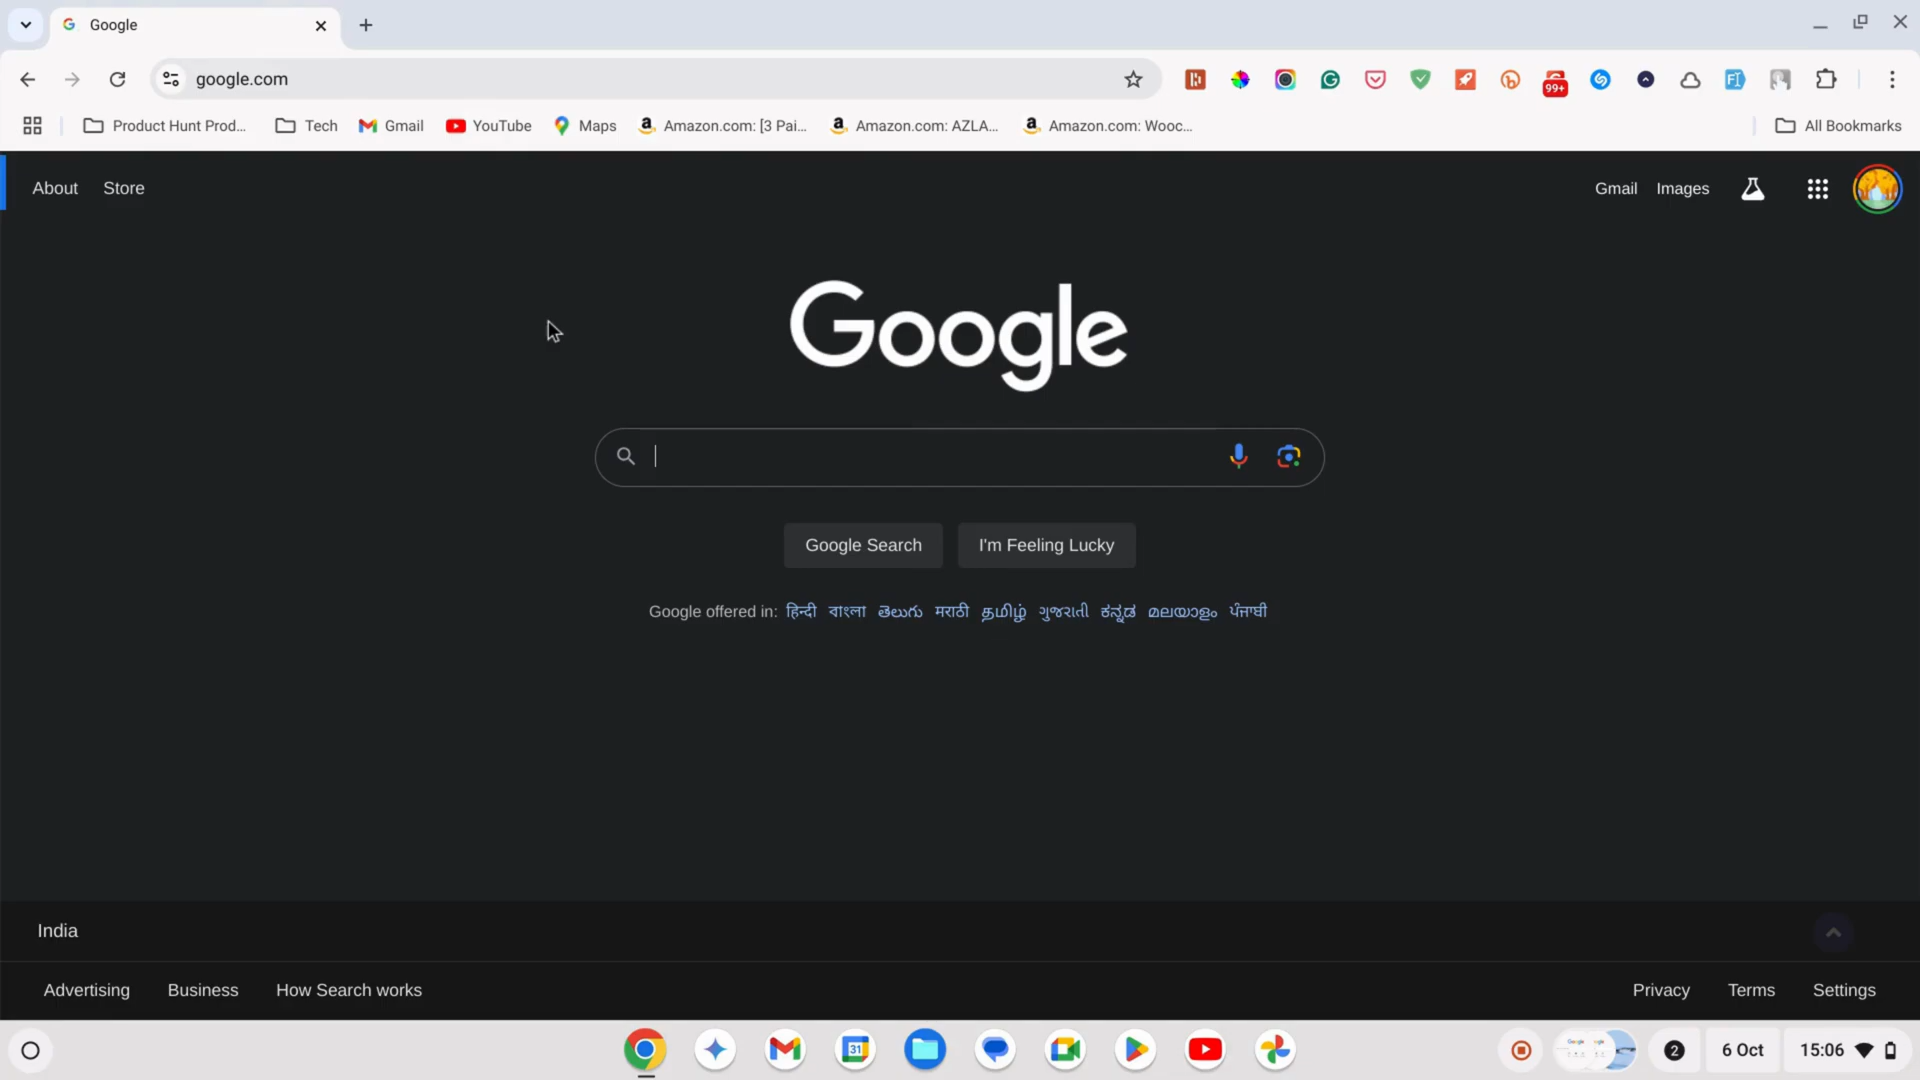 Google
google.com
99+
Product Hunt Prod...
Tech
Gmail
YouTube
Maps
Amazon.com: [3 Pai...
Amazon.com: AZLA...
Amazon.com: Wooc...
All Bookmarks
About Store
Gmail Images
Google
Google Search
I'm Feeling Lucky
Google offered in: हिन्दी বাংলা తెలుగు मराठी தமிழ் ગુજરાતી ಕನ್ನಡ മലയാളം ਪੰਜਾਬੀ
India
Advertising Business How Search works
Privacy Terms Settings
31
2
6 Oct
15:06